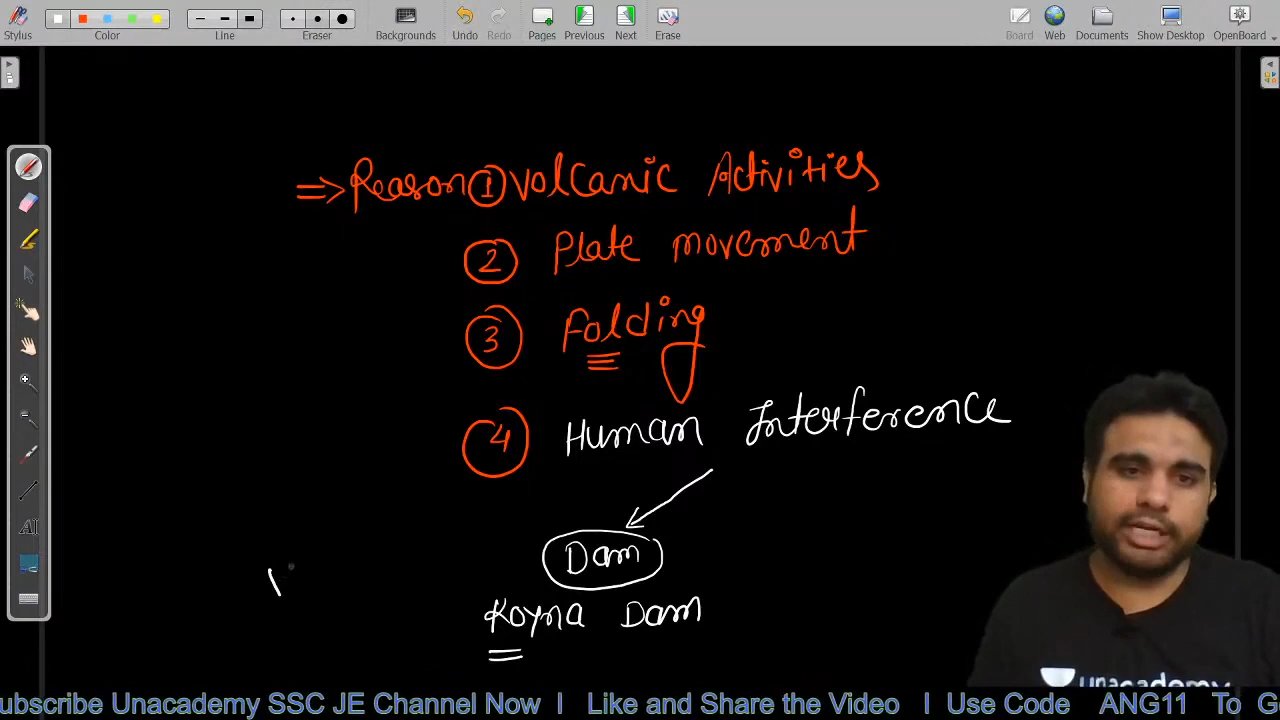 Stylus Color Line Eraser Backgrounds Undo Redo Pages Previous Next Erase Board Web Documents Show Desktop OpenBoard
⇒ Reason ① Volcanic Activities
② Plate movement
③ Folding
④ Human Interference
Dam
Koyna Dam
unacademy
ubscribe Unacademy SSC JE Channel Now I Like and Share the Video I Use Code ANG11 To G